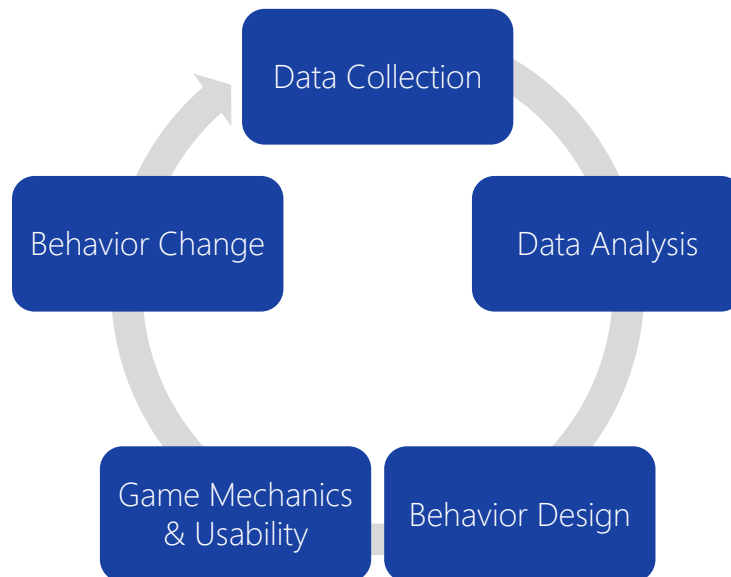 Data Collection
Data Analysis
Behavior Design
Game Mechanics
& Usability
Behavior Change